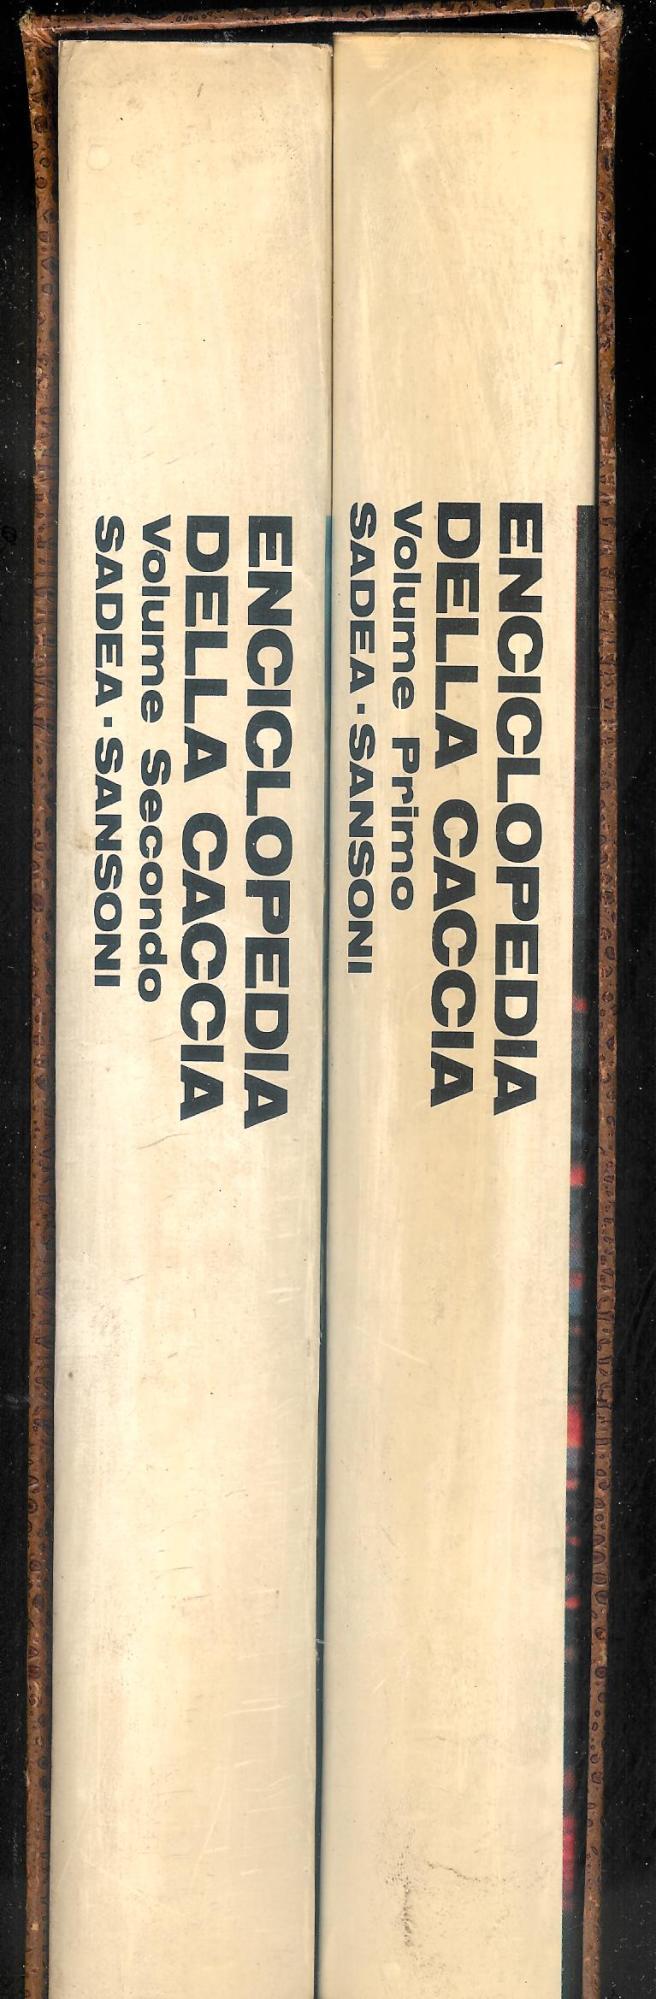 ENCICLOPEDIA
DELLA CACCIA
Volume Primo
SADEA·SANSONI
ENCICLOPEDIA
DELLA CACCIA
Volume Secondo
SADEA·SANSONI